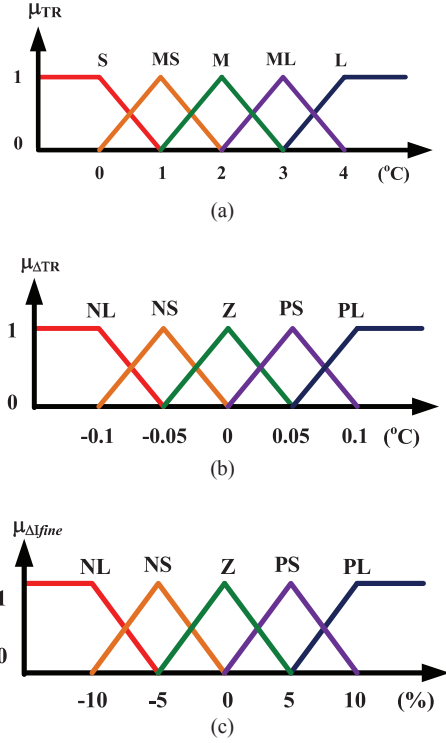 μTR
S MS M ML L
1
0
0 1 2 3 4 (°C)
(a)
μΔTR
NL NS Z PS PL
1
0
-0.1 -0.05 0 0.05 0.1 (°C)
(b)
μΔIfine
NL NS Z PS PL
1
0
-10 -5 0 5 10 (%)
(c)